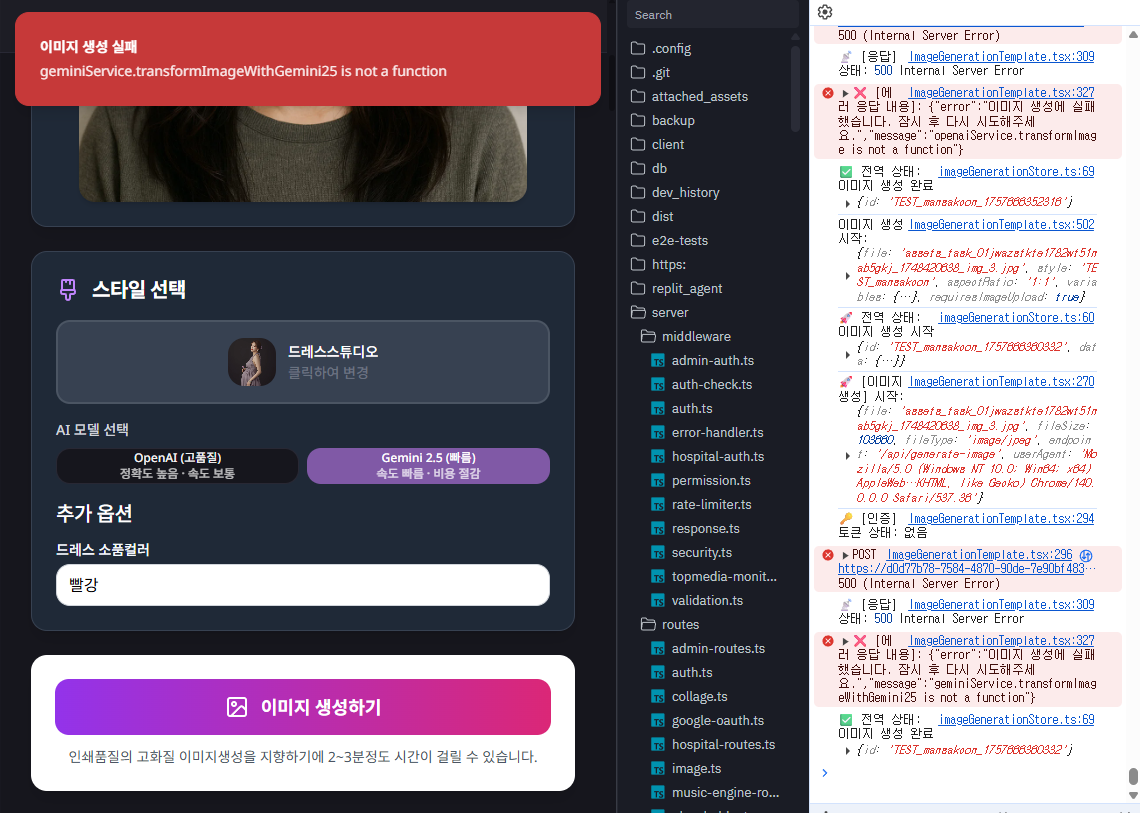 이미지 생성 실패
geminiService.transformImageWithGemini25 is not a function
스타일 선택
드레스스튜디오
클릭하여 변경
AI 모델 선택
OpenAI (고품질)
정확도 높음 · 속도 보통
Gemini 2.5 (빠름)
속도 빠름 · 비용 절감
추가 옵션
드레스 소품컬러
빨강
이미지 생성하기
인쇄품질의 고화질 이미지생성을 지향하기에 2~3분정도 시간이 걸릴 수 있습니다.
Search
.config
.git
attached_assets
backup
client
db
dev_history
dist
e2e-tests
https:
replit_agent
server
middleware
admin-auth.ts
auth-check.ts
auth.ts
error-handler.ts
hospital-auth.ts
permission.ts
rate-limiter.ts
response.ts
security.ts
topmedia-monit...
validation.ts
routes
admin-routes.ts
auth.ts
collage.ts
google-oauth.ts
hospital-routes.ts
image.ts
music-engine-ro...
500 (Internal Server Error)
[응답] ImageGenerationTemplate.tsx:309
상태: 500 Internal Server Error
[에 ImageGenerationTemplate.tsx:327
러 응답 내용]: {"error":"이미지 생성에 실패
했습니다. 잠시 후 다시 시도해주세
요.","message":"openaiService.transformImag
e is not a function"}
전역 상태: imageGenerationStore.ts:69
이미지 생성 완료
{id: 'TEST_mansakoon_1757666352316'}
이미지 생성 ImageGenerationTemplate.tsx:502
시작:
{file: 'assets_task_01jwazstkte1782wt51m
ab5gkj_1748420638_img_3.jpg', style: 'TE
ST_mansakoon', aspectRatio: '1:1', varia
bles: {…}, requiresImageUpload: true}
전역 상태: imageGenerationStore.ts:60
이미지 생성 시작
{id: 'TEST_mansakoon_1757666360332', dat
a: {…}}
[이미지 ImageGenerationTemplate.tsx:270
생성] 시작:
{file: 'assets_task_01jwazstkte1782wt51m
ab5gkj_1748420638_img_3.jpg', fileSize:
103660, fileType: 'image/jpeg', endpoin
t: '/api/generate-image', userAgent: 'Mo
zilla/5.0 (Windows NT 10.0; Win64; x64)
AppleWeb…KHTML, like Gecko) Chrome/140.
0.0.0 Safari/537.36'}
[인증] ImageGenerationTemplate.tsx:294
토큰 상태: 없음
POST ImageGenerationTemplate.tsx:296
https://d0d77b78-7584-4870-90de-7e90bf483…
500 (Internal Server Error)
[응답] ImageGenerationTemplate.tsx:309
상태: 500 Internal Server Error
[에 ImageGenerationTemplate.tsx:327
러 응답 내용]: {"error":"이미지 생성에 실패
했습니다. 잠시 후 다시 시도해주세
요.","message":"geminiService.transformImag
eWithGemini25 is not a function"}
전역 상태: imageGenerationStore.ts:69
이미지 생성 완료
{id: 'TEST_mansakoon_1757666360332'}